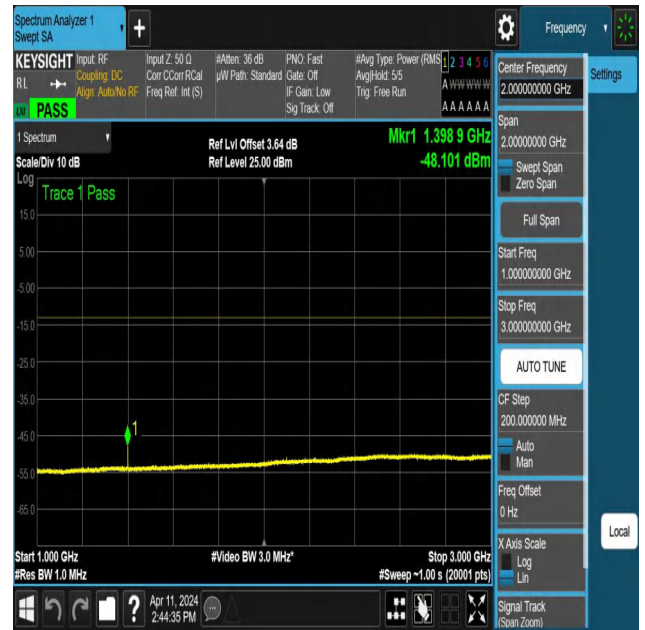 Spectrum Analyzer 1
Swept SA
+
Frequency
KEYSIGHT
RL
LXI
PASS
Input: RF
Coupling: DC
Align: Auto/No RF
Input Z: 50 Ω
Corr CCorr RCal
Freq Ref: Int (S)
#Atten: 36 dB
µW Path: Standard
PNO: Fast
Gate: Off
IF Gain: Low
Sig Track: Off
#Avg Type: Power (RMS
Avg|Hold: 5/5
Trig: Free Run
1 2 3 4 5 6
A W W W W W
A A A A A A
1 Spectrum
Scale/Div 10 dB
Log
Ref Lvl Offset 3.64 dB
Ref Level 25.00 dBm
Mkr1 1.398 9 GHz
-48.101 dBm
Trace 1 Pass
15.0
5.00
-5.00
-15.0
-25.0
-35.0
-45.0
-55.0
-65.0
1
Start 1.000 GHz
#Res BW 1.0 MHz
#Video BW 3.0 MHz*
Stop 3.000 GHz
#Sweep ~1.00 s (20001 pts)
Center Frequency
2.000000000 GHz
Span
2.00000000 GHz
Swept Span
Zero Span
Full Span
Start Freq
1.000000000 GHz
Stop Freq
3.000000000 GHz
AUTO TUNE
CF Step
200.000000 MHz
Auto
Man
Freq Offset
0 Hz
X Axis Scale
Log
Lin
Signal Track
(Span Zoom)
Settings
Local
?
Apr 11, 2024
2:44:35 PM